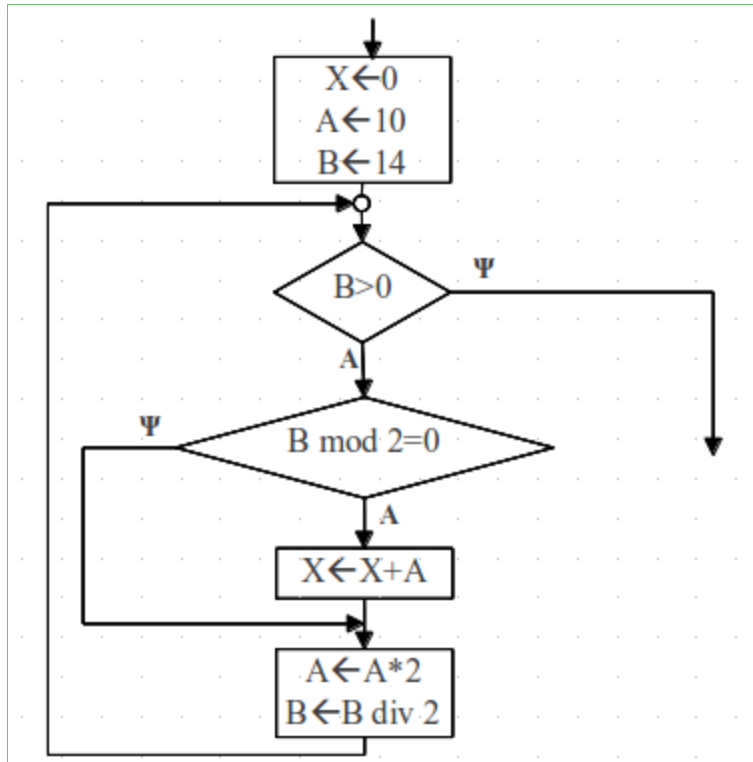 X←0
A←10
B←14
B>0
Ψ
Α
B mod 2=0
Ψ
Α
X←X+A
A←A*2
B←B div 2